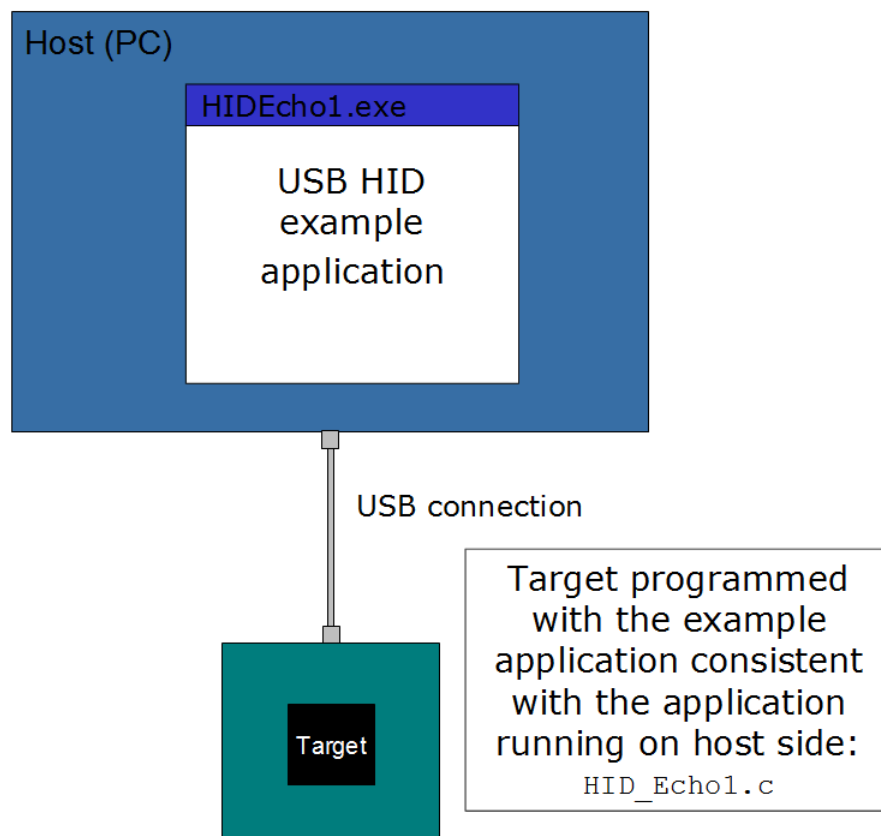 Host (PC)
HIDEcho1.exe
USB HID
example
application
USB connection
Target programmed
with the example
application consistent
with the application
running on host side:
HID_Echo1.c
Target